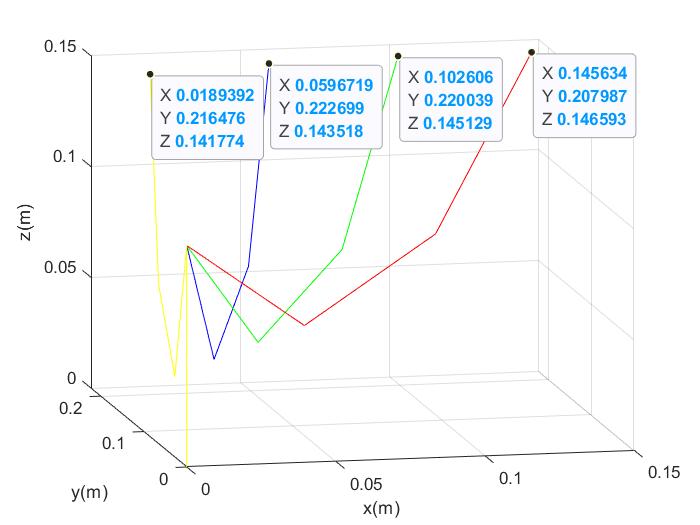 0.15
0.1
0.05
0
z(m)
X 0.0189392
Y 0.216476
Z 0.141774
X 0.0596719
Y 0.222699
Z 0.143518
X 0.102606
Y 0.220039
Z 0.145129
X 0.145634
Y 0.207987
Z 0.146593
0.2
0.1
0
y(m)
0
0.05
0.1
0.15
x(m)